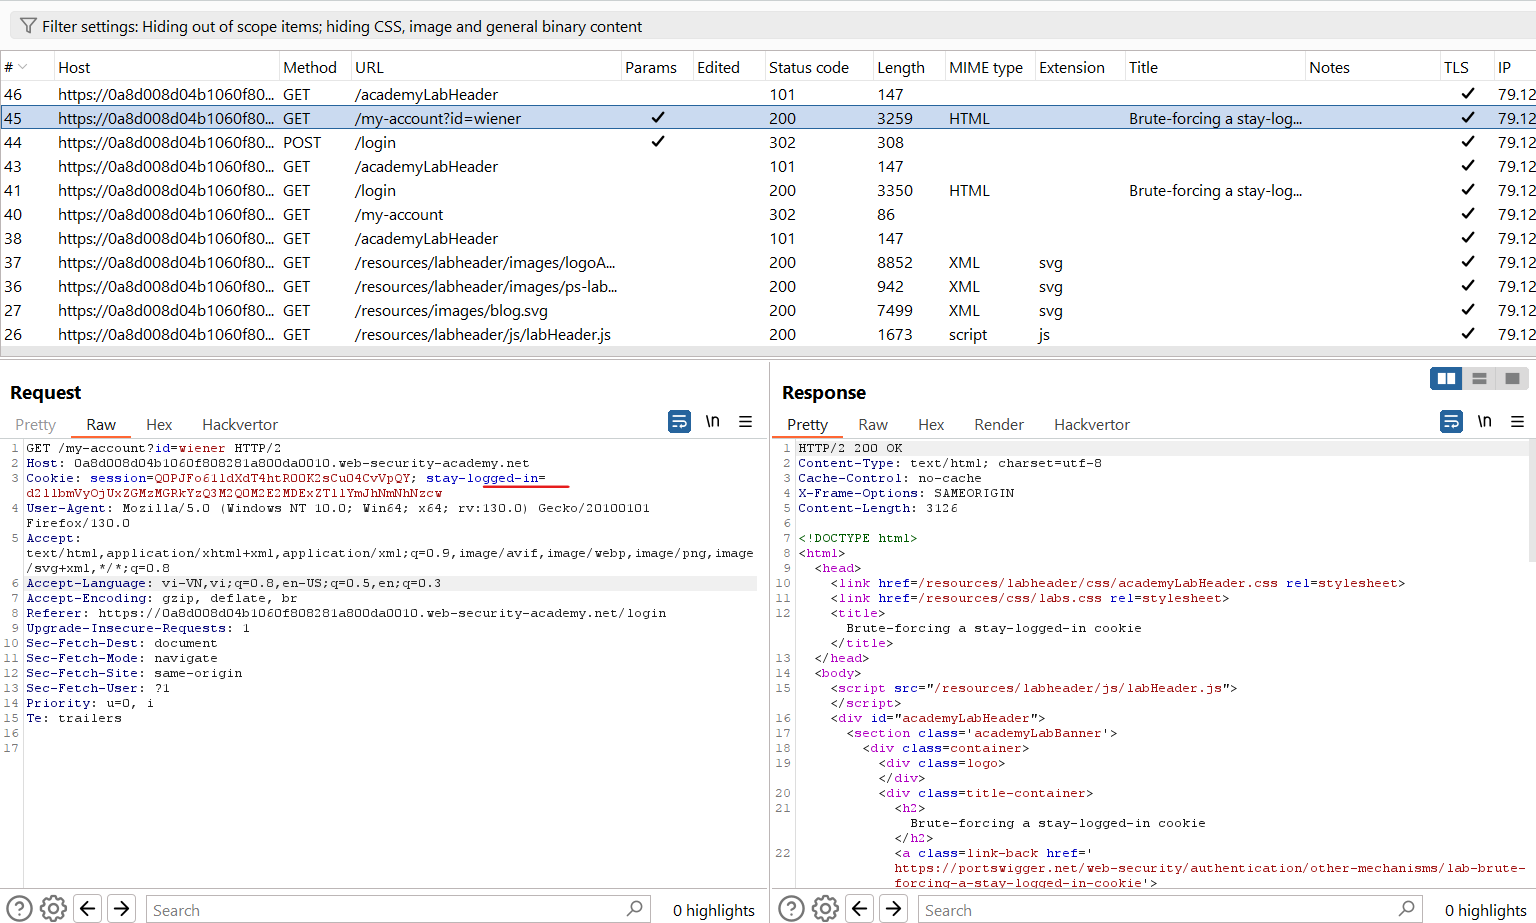 Filter settings: Hiding out of scope items; hiding CSS, image and general binary content
# Host Method URL Params Edited Status code Length MIME type Extension Title Notes TLS IP
46 https://0a8d008d04b1060f80... GET /academyLabHeader 101 147 ✓ 79.12
45 https://0a8d008d04b1060f80... GET /my-account?id=wiener ✓ 200 3259 HTML Brute-forcing a stay-log... ✓ 79.12
44 https://0a8d008d04b1060f80... POST /login ✓ 302 308 ✓ 79.12
43 https://0a8d008d04b1060f80... GET /academyLabHeader 101 147 ✓ 79.12
41 https://0a8d008d04b1060f80... GET /login 200 3350 HTML Brute-forcing a stay-log... ✓ 79.12
40 https://0a8d008d04b1060f80... GET /my-account 302 86 ✓ 79.12
38 https://0a8d008d04b1060f80... GET /academyLabHeader 101 147 ✓ 79.12
37 https://0a8d008d04b1060f80... GET /resources/labheader/images/logoA... 200 8852 XML svg ✓ 79.12
36 https://0a8d008d04b1060f80... GET /resources/labheader/images/ps-lab... 200 942 XML svg ✓ 79.12
27 https://0a8d008d04b1060f80... GET /resources/images/blog.svg 200 7499 XML svg ✓ 79.12
26 https://0a8d008d04b1060f80... GET /resources/labheader/js/labHeader.js 200 1673 script js ✓ 79.12
Request
Pretty Raw Hex Hackvertor \n
1 GET /my-account?id=wiener HTTP/2
2 Host: 0a8d008d04b1060f808281a800da0010.web-security-academy.net
3 Cookie: stay-logged-in=
4 User-Agent: Mozilla/5.0 (Windows NT 10.0; Win64; x64; rv:130.0) Gecko/20100101
Firefox/130.0
5 Accept:
text/html,application/xhtml+xml,application/xml;q=0.9,image/avif,image/webp,image/png,image
/svg+xml,*/*;q=0.8
6 Accept-Language: vi-VN,vi;q=0.8,en-US;q=0.5,en;q=0.3
7 Accept-Encoding: gzip, deflate, br
8 Referer: https://0a8d008d04b1060f808281a800da0010.web-security-academy.net/login
9 Upgrade-Insecure-Requests: 1
10 Sec-Fetch-Dest: document
11 Sec-Fetch-Mode: navigate
12 Sec-Fetch-Site: same-origin
13 Sec-Fetch-User: ?1
14 Priority: u=0, i
15 Te: trailers
16
17
Search 0 highlights
Response
Pretty Raw Hex Render Hackvertor \n
1 HTTP/2 200 OK
2 Content-Type: text/html; charset=utf-8
3 Cache-Control: no-cache
4 X-Frame-Options: SAMEORIGIN
5 Content-Length: 3126
6
7 <!DOCTYPE html>
8 <html>
9 <head>
10 <link href=/resources/labheader/css/academyLabHeader.css rel=stylesheet>
11 <link href=/resources/css/labs.css rel=stylesheet>
12 <title>
Brute-forcing a stay-logged-in cookie
</title>
13 </head>
14 <body>
15 <script src="/resources/labheader/js/labHeader.js">
</script>
16 <div id="academyLabHeader">
17 <section class='academyLabBanner'>
18 <div class=container>
19 <div class=logo>
</div>
20 <div class=title-container>
21 <h2>
Brute-forcing a stay-logged-in cookie
</h2>
22 <a class=link-back href='
https://portswigger.net/web-security/authentication/other-mechanisms/lab-brute-
forcing-a-stay-logged-in-cookie'>
Search 0 highlights